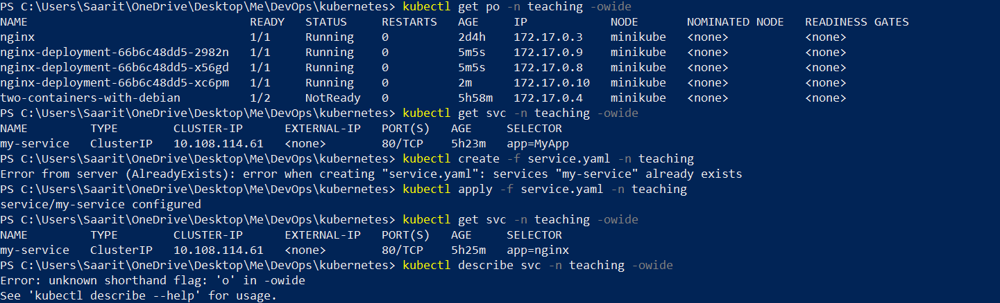 PS C:\Users\Saarit\OneDrive\Desktop\Me\DevOps\kubernetes> kubectl get po -n teaching -owide
NAME READY STATUS RESTARTS AGE IP NODE NOMINATED NODE READINESS GATES
nginx 1/1 Running 0 2d4h 172.17.0.3 minikube <none> <none>
nginx-deployment-66b6c48dd5-2982n 1/1 Running 0 5m5s 172.17.0.9 minikube <none> <none>
nginx-deployment-66b6c48dd5-x56gd 1/1 Running 0 5m5s 172.17.0.8 minikube <none> <none>
nginx-deployment-66b6c48dd5-xc6pm 1/1 Running 0 2m 172.17.0.10 minikube <none> <none>
two-containers-with-debian 1/2 NotReady 0 5h58m 172.17.0.4 minikube <none> <none>
PS C:\Users\Saarit\OneDrive\Desktop\Me\DevOps\kubernetes> kubectl get svc -n teaching -owide
NAME TYPE CLUSTER-IP EXTERNAL-IP PORT(S) AGE SELECTOR
my-service ClusterIP 10.108.114.61 <none> 80/TCP 5h23m app=MyApp
PS C:\Users\Saarit\OneDrive\Desktop\Me\DevOps\kubernetes> kubectl create -f service.yaml -n teaching
Error from server (AlreadyExists): error when creating "service.yaml": services "my-service" already exists
PS C:\Users\Saarit\OneDrive\Desktop\Me\DevOps\kubernetes> kubectl apply -f service.yaml -n teaching
service/my-service configured
PS C:\Users\Saarit\OneDrive\Desktop\Me\DevOps\kubernetes> kubectl get svc -n teaching -owide
NAME TYPE CLUSTER-IP EXTERNAL-IP PORT(S) AGE SELECTOR
my-service ClusterIP 10.108.114.61 <none> 80/TCP 5h25m app=nginx
PS C:\Users\Saarit\OneDrive\Desktop\Me\DevOps\kubernetes> kubectl describe svc -n teaching -owide
Error: unknown shorthand flag: 'o' in -owide
See 'kubectl describe --help' for usage.